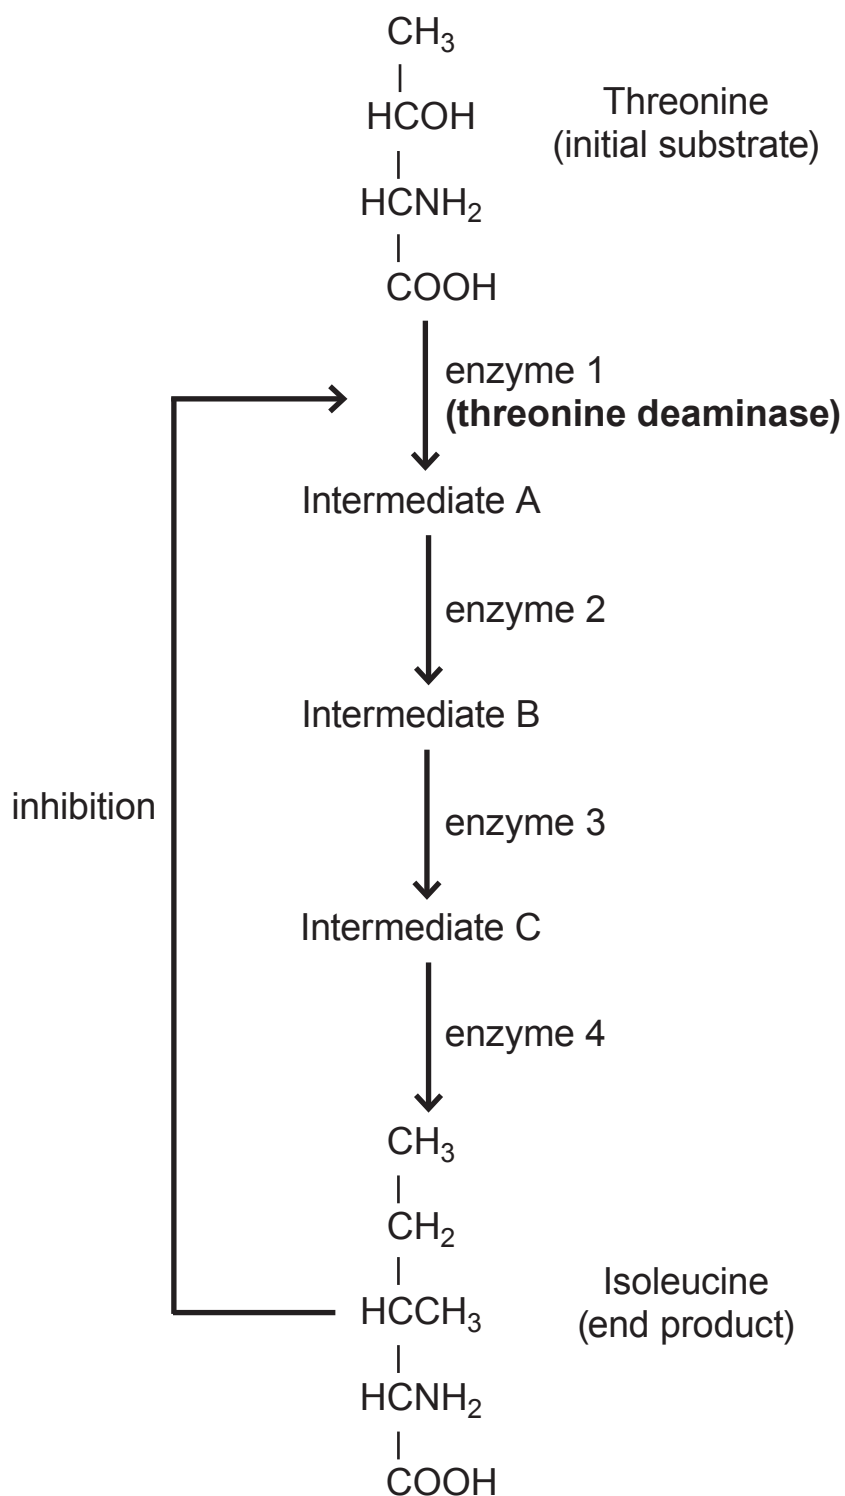 CH₃
|
HCOH
|
HCNH₂
|
COOH
Threonine
(initial substrate)
enzyme 1
(threonine deaminase)
Intermediate A
enzyme 2
Intermediate B
inhibition
enzyme 3
Intermediate C
enzyme 4
CH₃
|
CH₂
|
HCCH₃
|
HCNH₂
|
COOH
Isoleucine
(end product)